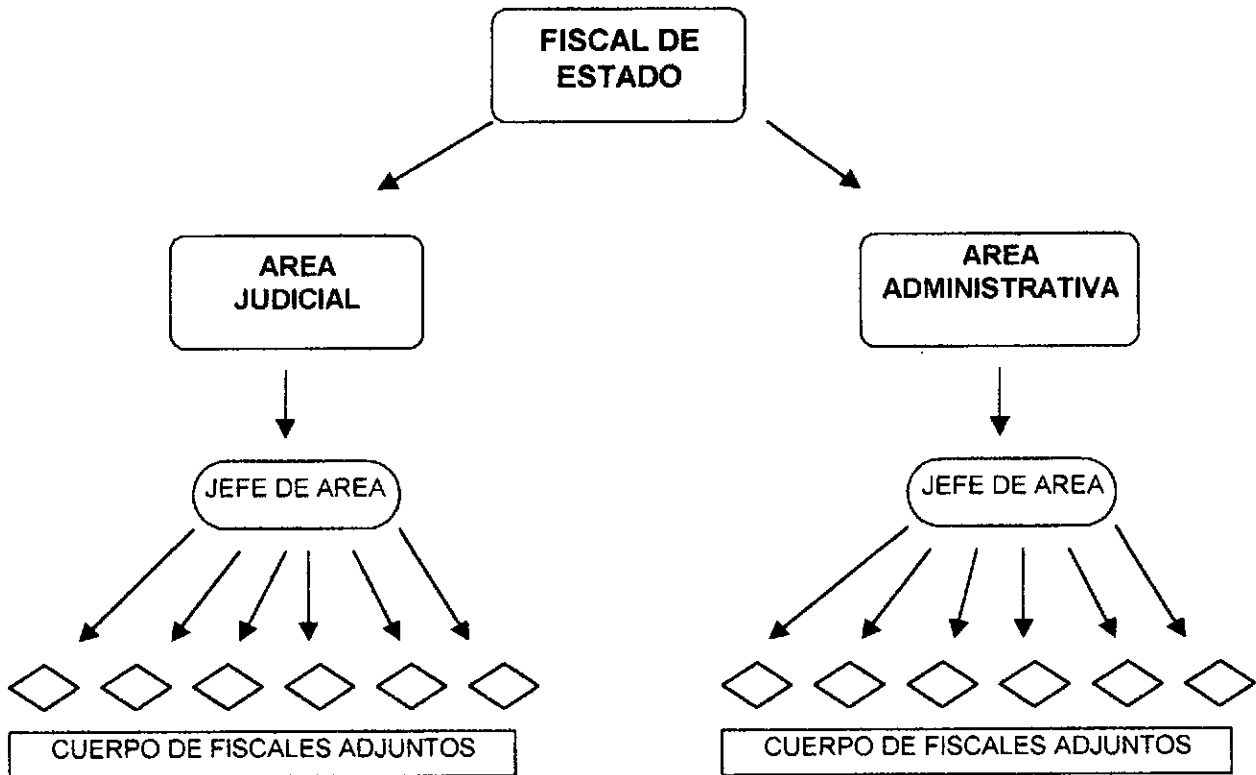 FISCAL DE
ESTADO
AREA
JUDICIAL
AREA
ADMINISTRATIVA
JEFE DE AREA
JEFE DE AREA
CUERPO DE FISCALES ADJUNTOS
CUERPO DE FISCALES ADJUNTOS